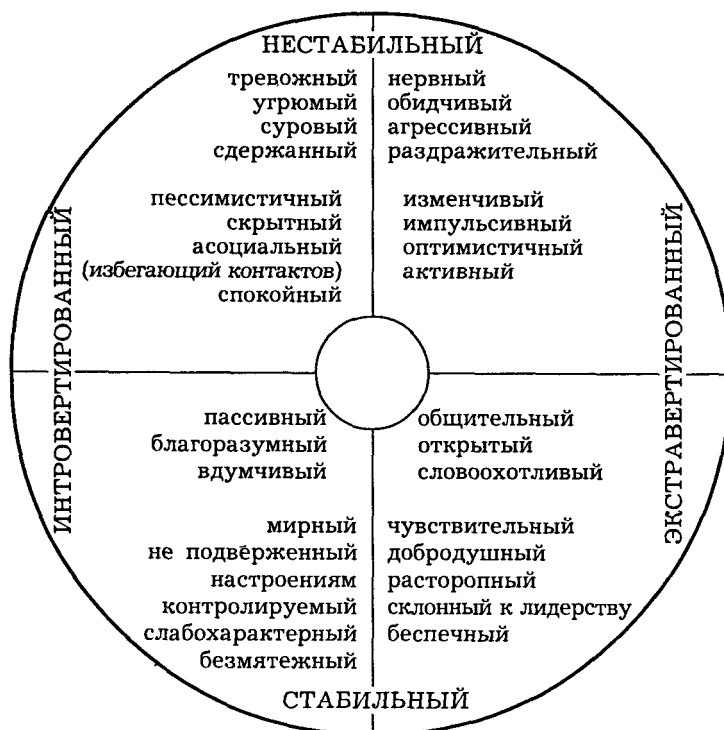 НЕСТАБИЛЬНЫЙ
тревожный
угрюмый
суровый
сдержанный
нервный
обидчивый
агрессивный
раздражительный
пессимистичный
скрытный
асоциальный
(избегающий контактов)
спокойный
изменчивый
импульсивный
оптимистичный
активный
ИНТРОВЕРТИРОВАННЫЙ
ЭКСТРАВЕРТИРОВАННЫЙ
пассивный
благоразумный
вдумчивый
общительный
открытый
словоохотливый
мирный
не подверженный
настроениям
контролируемый
слабохарактерный
безмятежный
чувствительный
добродушный
расторопный
склонный к лидерству
беспечный
СТАБИЛЬНЫЙ